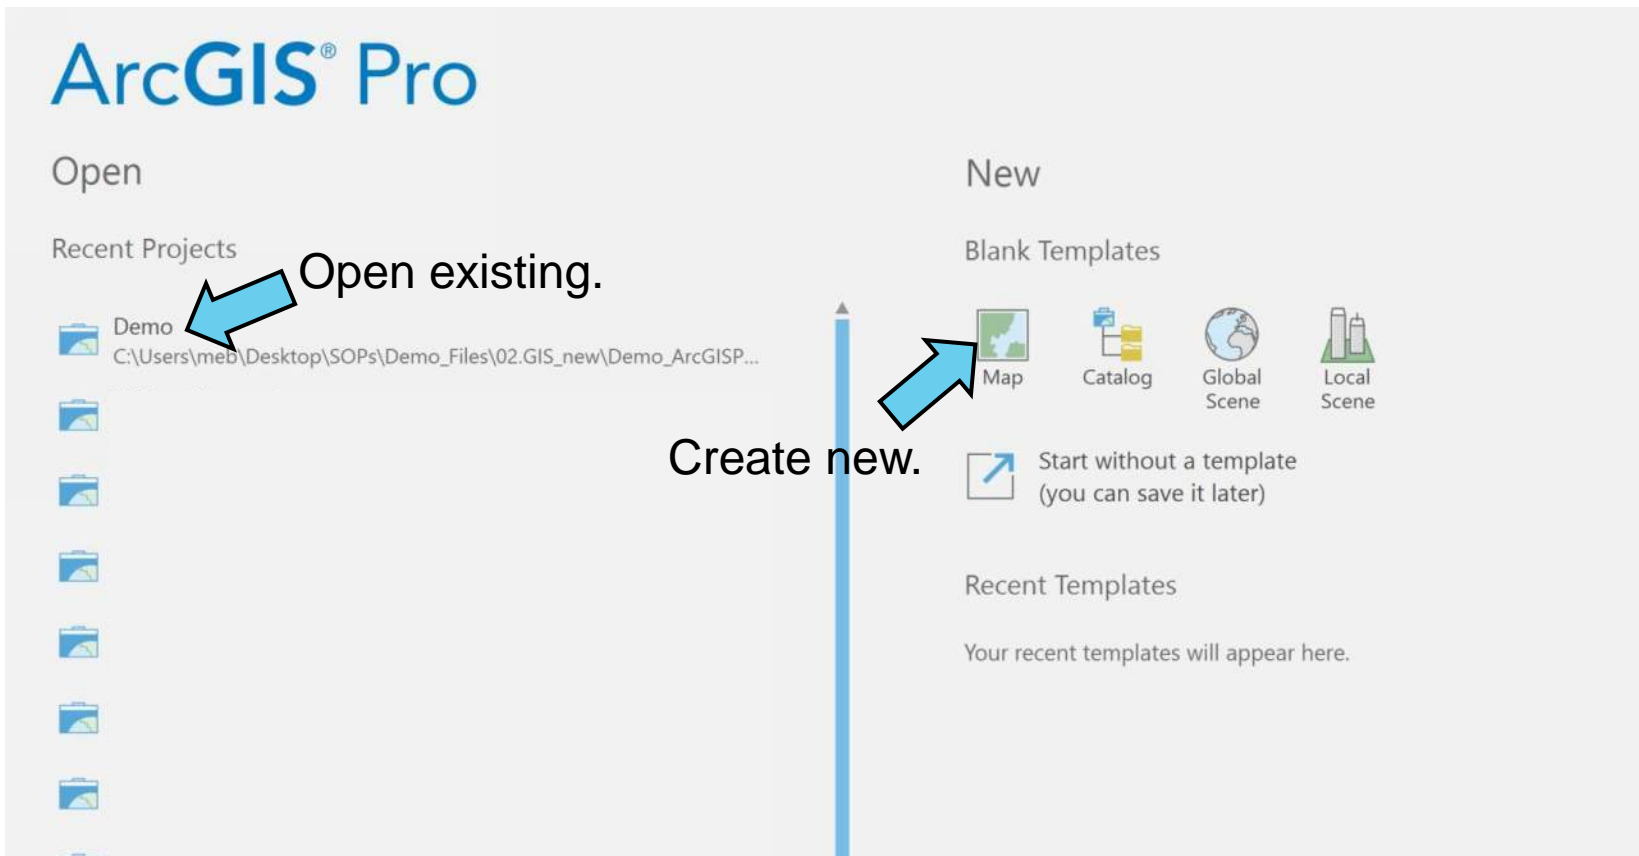 ArcGIS® Pro
Open
Recent Projects
Open existing.
Demo
C:\Users\meb\Desktop\SOPs\Demo_Files\02.GIS_new\Demo_ArcGISP...
New
Blank Templates
Map
Catalog
Global
Scene
Local
Scene
Create new.
Start without a template
(you can save it later)
Recent Templates
Your recent templates will appear here.